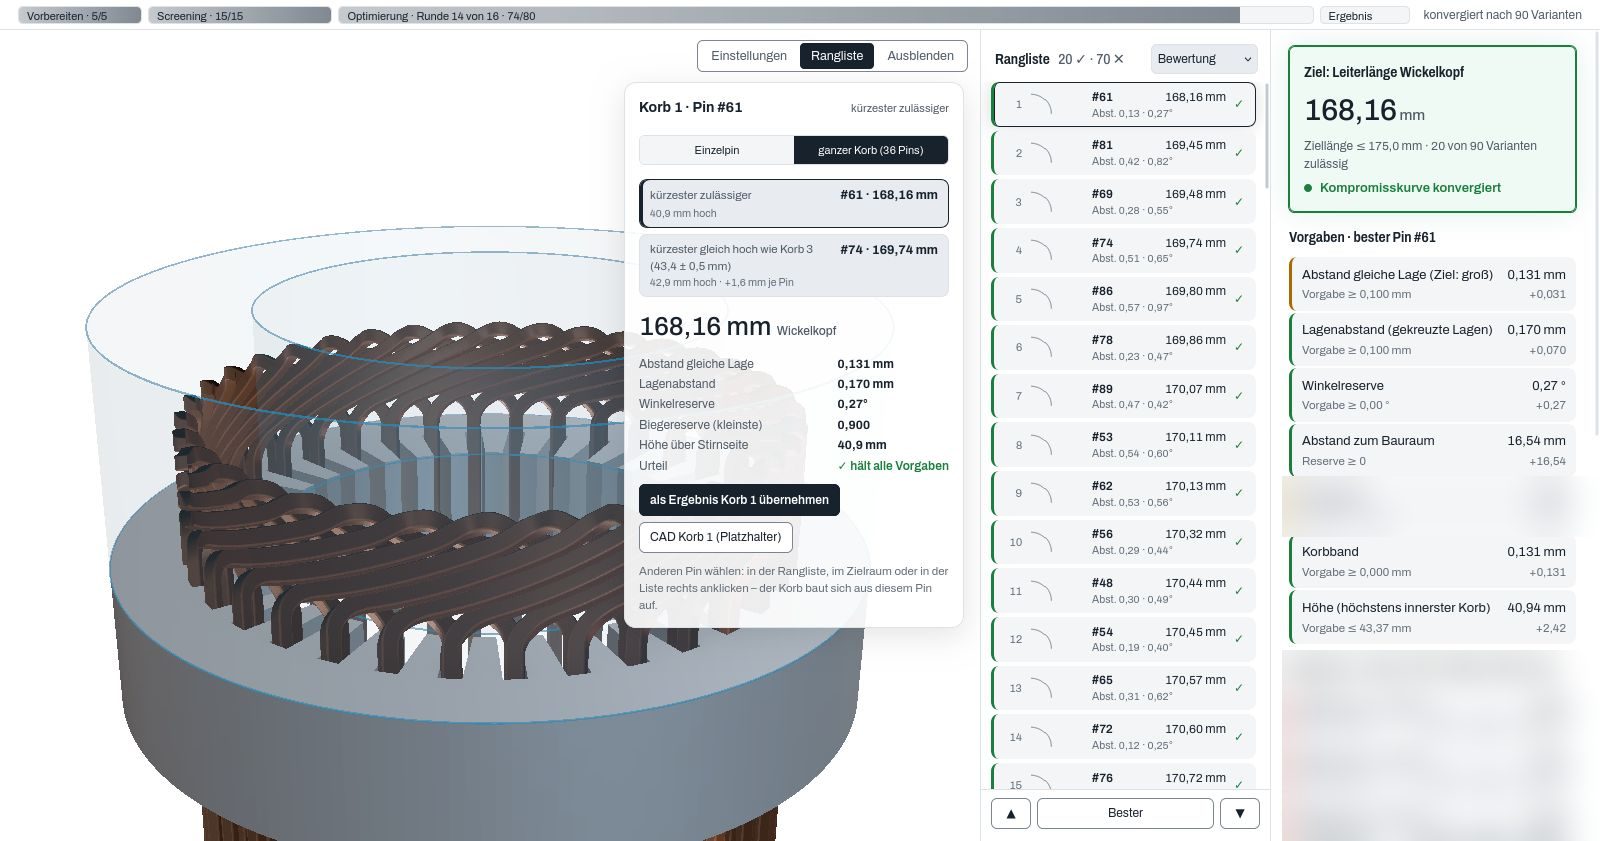 Vorbereiten · 5/5
Screening · 15/15
Optimierung · Runde 14 von 16 · 74/80
Ergebnis
konvergiert nach 90 Varianten
Einstellungen
Rangliste
Ausblenden
Korb 1 · Pin #61
kürzester zulässiger
Einzelpin
ganzer Korb (36 Pins)
kürzester zulässiger
#61 · 168,16 mm
40,9 mm hoch
kürzester gleich hoch wie Korb 3
#74 · 169,74 mm
(43,4 ± 0,5 mm)
42,9 mm hoch · +1,6 mm je Pin
168,16 mm Wickelkopf
Abstand gleiche Lage 0,131 mm
Lagenabstand 0,170 mm
Winkelreserve 0,27°
Biegereserve (kleinste) 0,900
Höhe über Stirnseite 40,9 mm
Urteil ✓ hält alle Vorgaben
als Ergebnis Korb 1 übernehmen
CAD Korb 1 (Platzhalter)
Anderen Pin wählen: in der Rangliste, im Zielraum oder in der
Liste rechts anklicken – der Korb baut sich aus diesem Pin
auf.
Rangliste 20 ✓ · 70 ✕
Bewertung
1 #61 168,16 mm ✓
Abst. 0,13 · 0,27°
2 #81 169,45 mm ✓
Abst. 0,42 · 0,82°
3 #69 169,48 mm ✓
Abst. 0,28 · 0,55°
4 #74 169,74 mm ✓
Abst. 0,51 · 0,65°
5 #86 169,80 mm ✓
Abst. 0,57 · 0,97°
6 #78 169,86 mm ✓
Abst. 0,23 · 0,47°
7 #89 170,07 mm ✓
Abst. 0,47 · 0,42°
8 #53 170,11 mm ✓
Abst. 0,54 · 0,60°
9 #62 170,13 mm ✓
Abst. 0,53 · 0,56°
10 #56 170,32 mm ✓
Abst. 0,29 · 0,44°
11 #48 170,44 mm ✓
Abst. 0,30 · 0,49°
12 #54 170,45 mm ✓
Abst. 0,19 · 0,40°
13 #65 170,57 mm ✓
Abst. 0,31 · 0,62°
14 #72 170,60 mm ✓
Abst. 0,12 · 0,25°
15 #76 170,72 mm ✓
▲
Bester
▼
Ziel: Leiterlänge Wickelkopf
168,16 mm
Ziellänge ≤ 175,0 mm · 20 von 90 Varianten
zulässig
Kompromisskurve konvergiert
Vorgaben · bester Pin #61
Abstand gleiche Lage (Ziel: groß) 0,131 mm
Vorgabe ≥ 0,100 mm +0,031
Lagenabstand (gekreuzte Lagen) 0,170 mm
Vorgabe ≥ 0,100 mm +0,070
Winkelreserve 0,27 °
Vorgabe ≥ 0,00 ° +0,27
Abstand zum Bauraum 16,54 mm
Reserve ≥ 0 +16,54
Korbband 0,131 mm
Vorgabe ≥ 0,000 mm +0,131
Höhe (höchstens innerster Korb) 40,94 mm
Vorgabe ≤ 43,37 mm +2,42